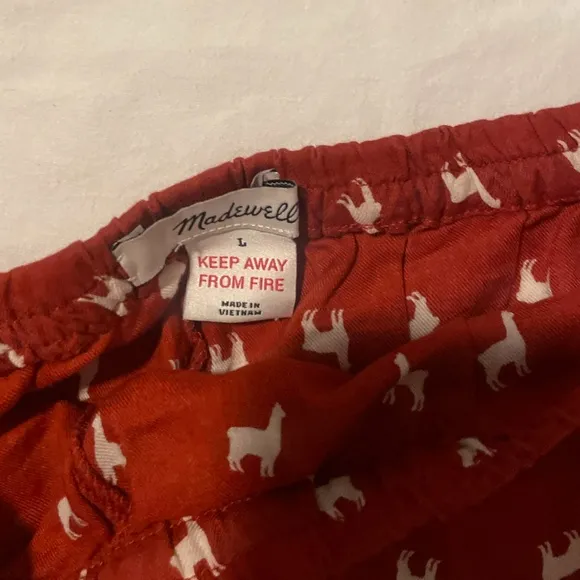 Madewell
L
KEEP AWAY
FROM FIRE
MADE IN
VIETNAM